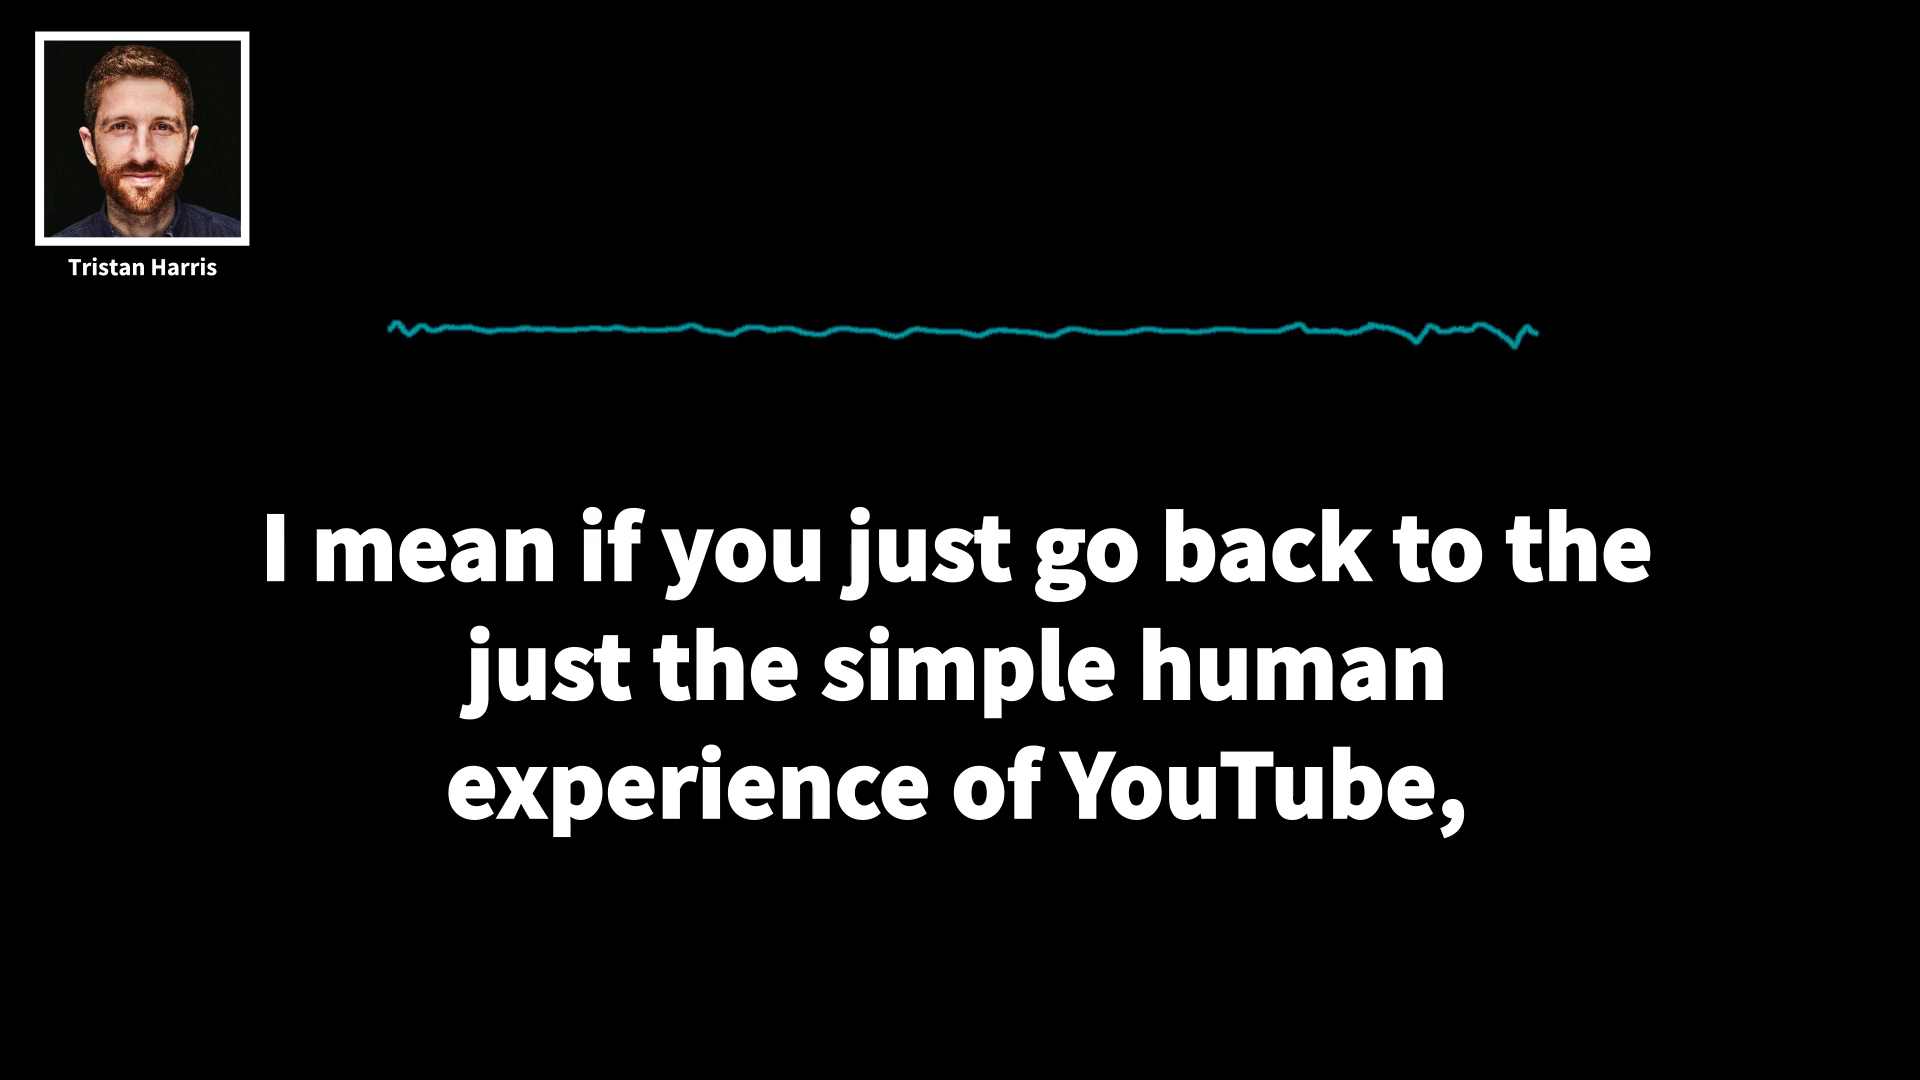 Tristan Harris
I mean if you just go back to the
just the simple human
experience of YouTube,